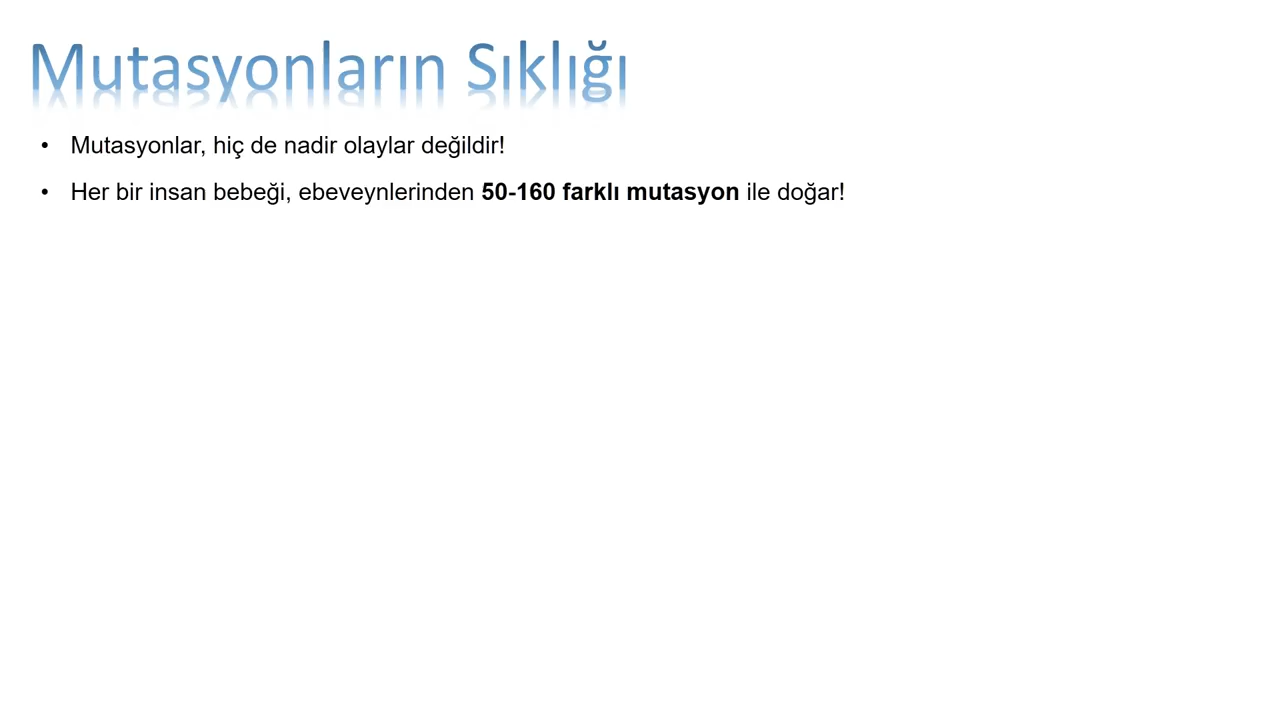 Mutasyonların Sıklığı
• Mutasyonlar, hiç de nadir olaylar değildir!
• Her bir insan bebeği, ebeveynlerinden 50-160 farklı mutasyon ile doğar!